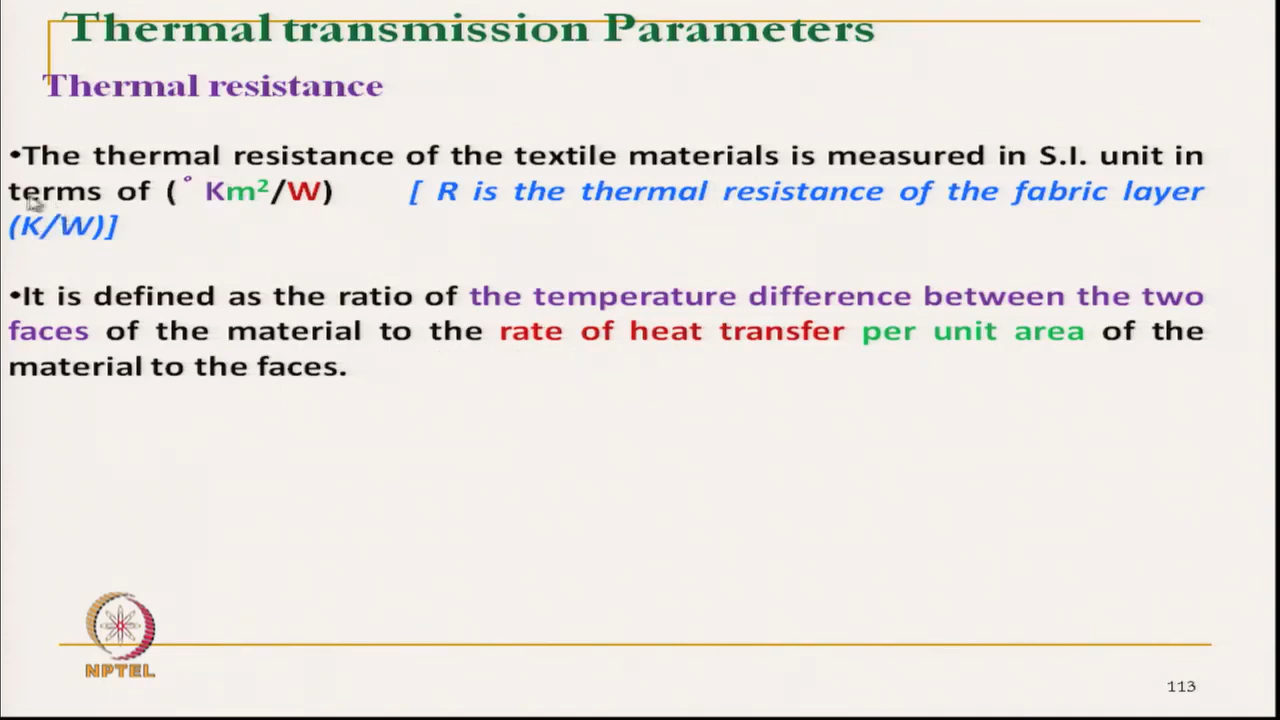 Thermal transmission Parameters
Thermal resistance
•The thermal resistance of the textile materials is measured in S.I. unit in
terms of ( ° Km²/W) [ R is the thermal resistance of the fabric layer
(K/W)]
•It is defined as the ratio of the temperature difference between the two
faces of the material to the rate of heat transfer per unit area of the
material to the faces.
NPTEL
113